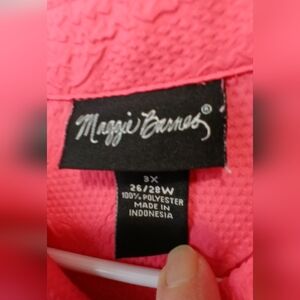 Maggie Barnes®
3X
26/28W
100% POLYESTER
MADE IN
INDONESIA